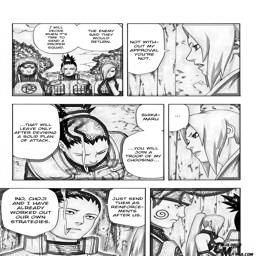 I WILL
DECIDE
WHEN IT'S
TIME TO
SEND A
PROPER
SQUAD.
THE ENEMY
SAID THEY
WOULD
RETURN.
NOT WITH-
OUT MY
APPROVAL
YOU'RE
NOT.
...THAT WILL
LEAVE ONLY
AFTER DEVISING
A SOLID PLAN
OF ATTACK.
SHIKA-
MARU
...YOU WILL
JOIN A
TROOP OF MY
CHOOSING...
INO, CHOJI
AND I HAVE
ALREADY
WORKED OUT
OUR OWN
STRATEGIES.
JUST SEND
THEM AS
REINFORCE-
MENTS
AFTER US.